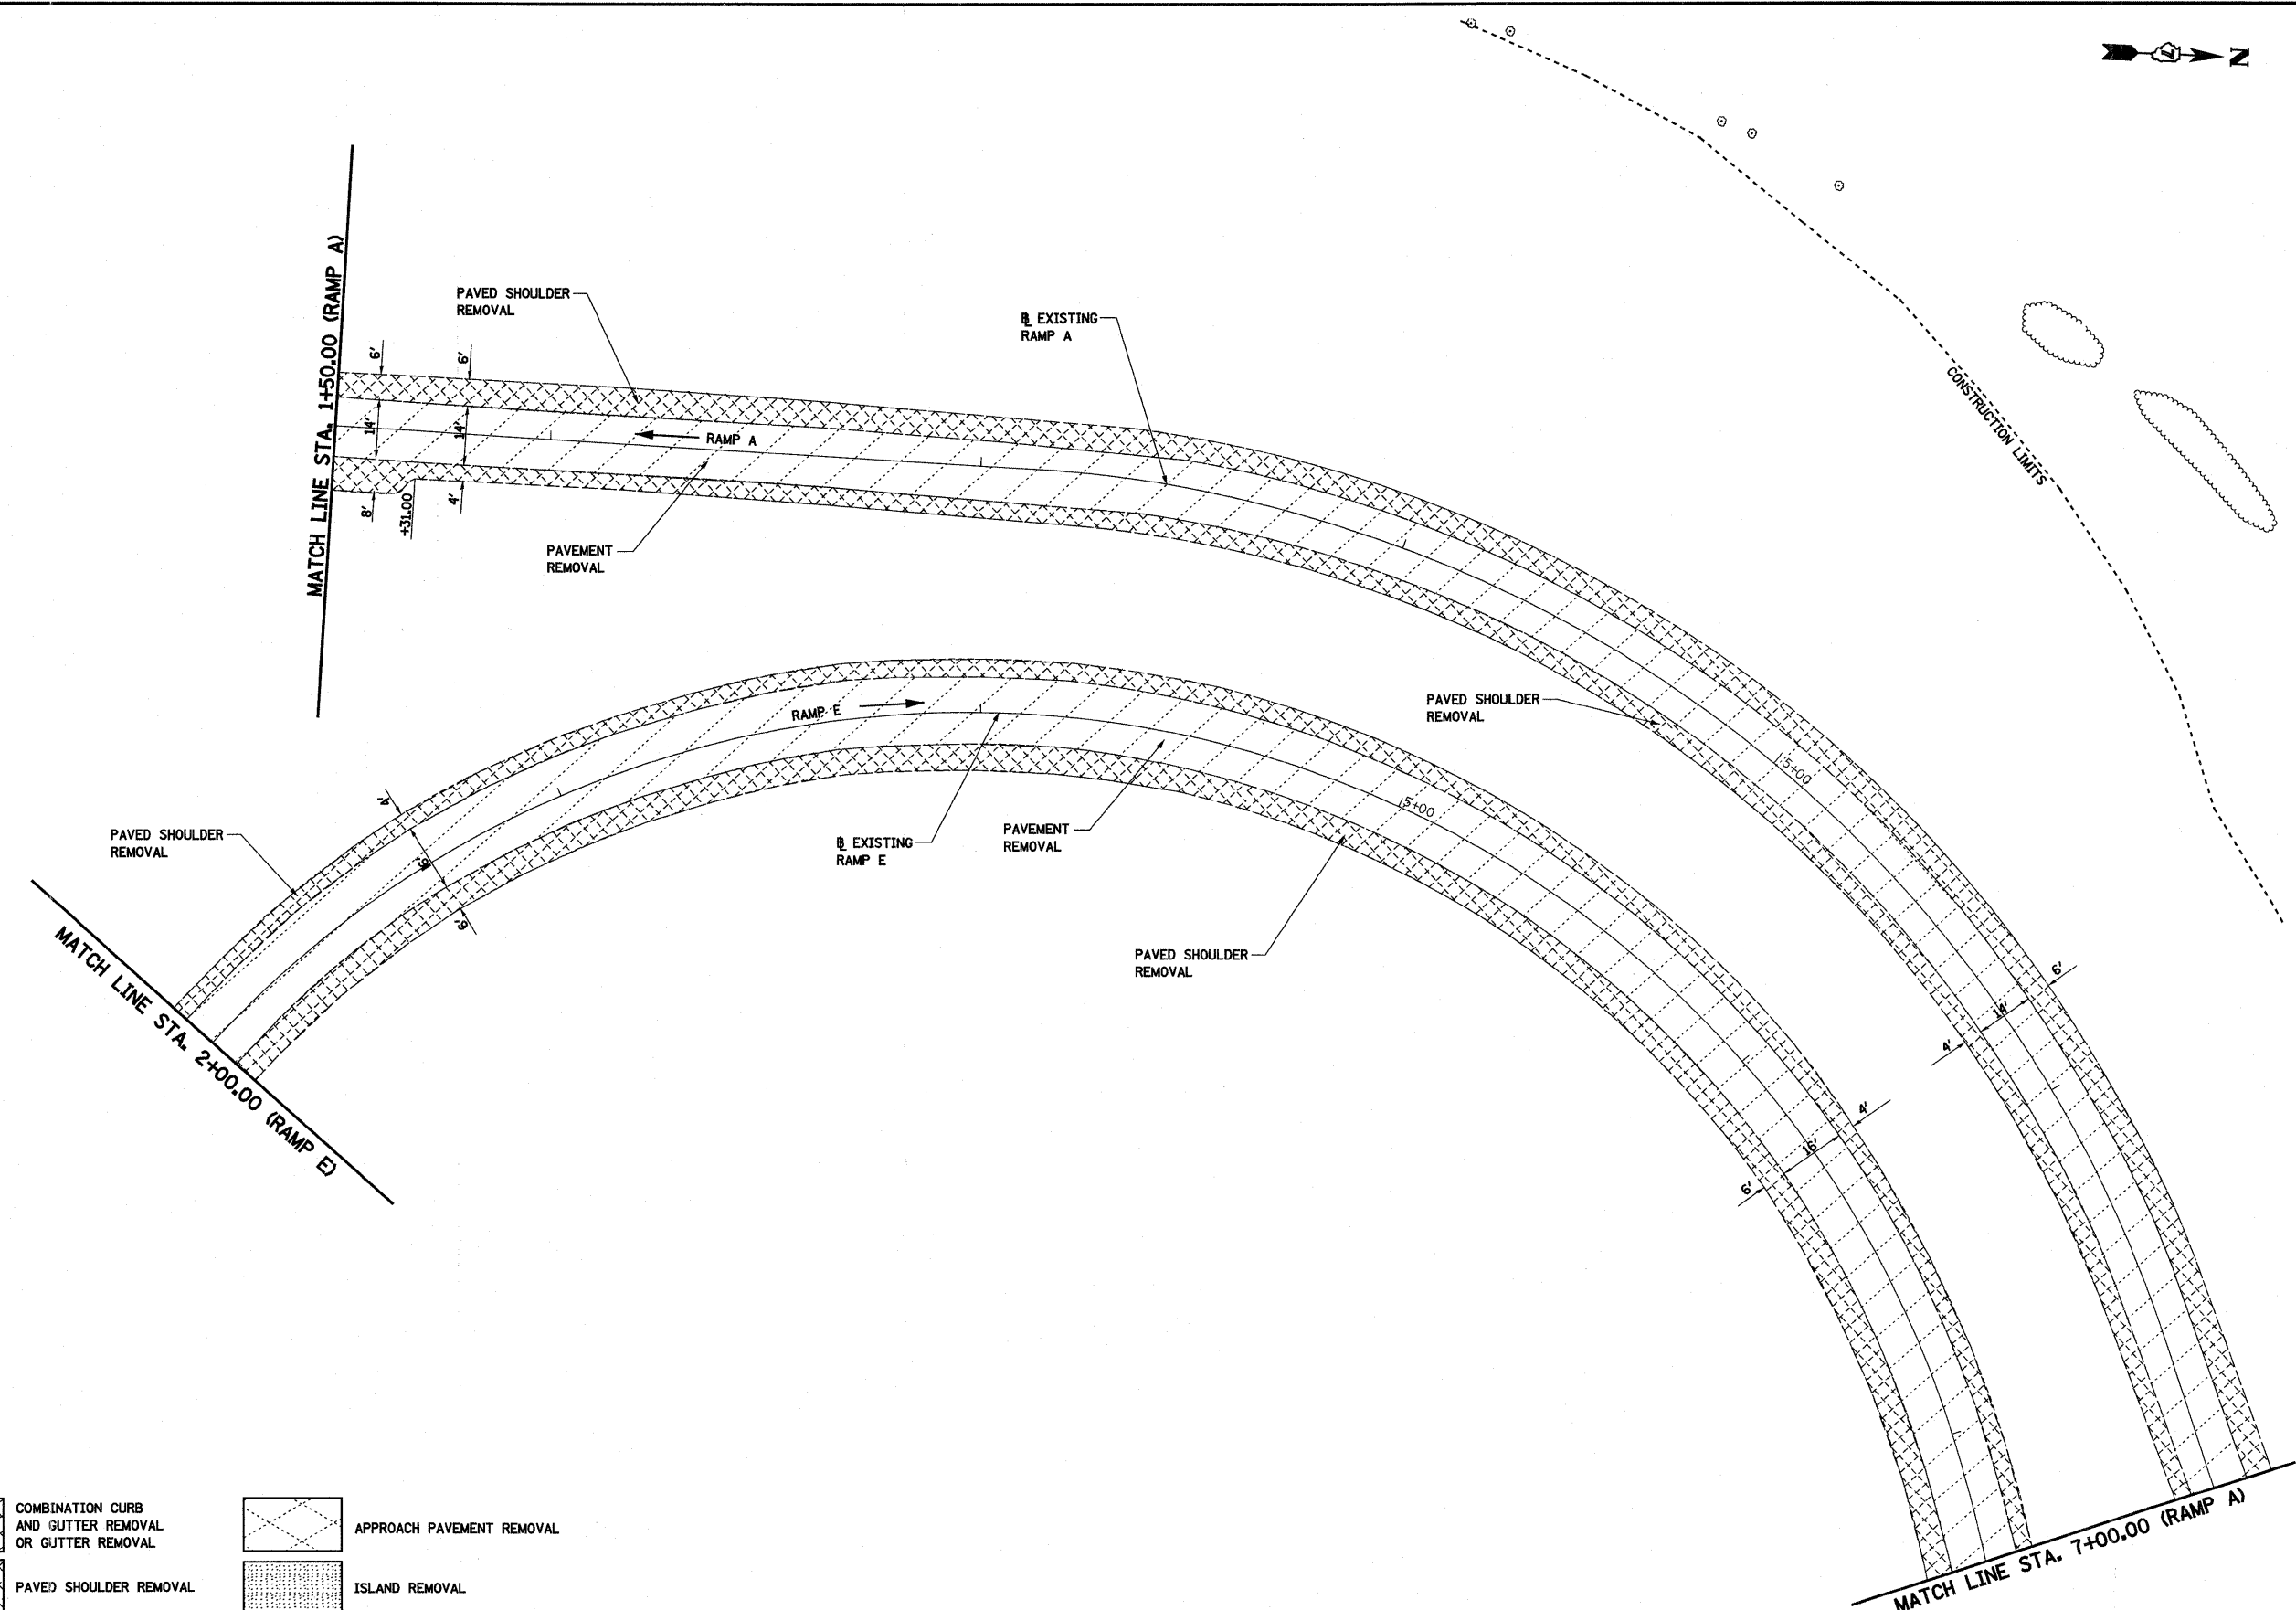 N
MATCH LINE STA. 1+50.00 (RAMP A)
PAVED SHOULDER
REMOVAL
℄ EXISTING
RAMP A
6'
6'
14'
14'
RAMP A
8'
+31.00
4'
PAVEMENT
REMOVAL
CONSTRUCTION LIMITS
RAMP E
PAVED SHOULDER
REMOVAL
5+00
5+00
4'
PAVED SHOULDER
REMOVAL
℄ EXISTING
RAMP E
PAVEMENT
REMOVAL
6'
PAVED SHOULDER
REMOVAL
MATCH LINE STA. 2+00.00 (RAMP E)
6'
14'
4'
4'
16'
6'
MATCH LINE STA. 7+00.00 (RAMP A)
COMBINATION CURB
AND GUTTER REMOVAL
OR GUTTER REMOVAL
APPROACH PAVEMENT REMOVAL
PAVED SHOULDER REMOVAL
ISLAND REMOVAL